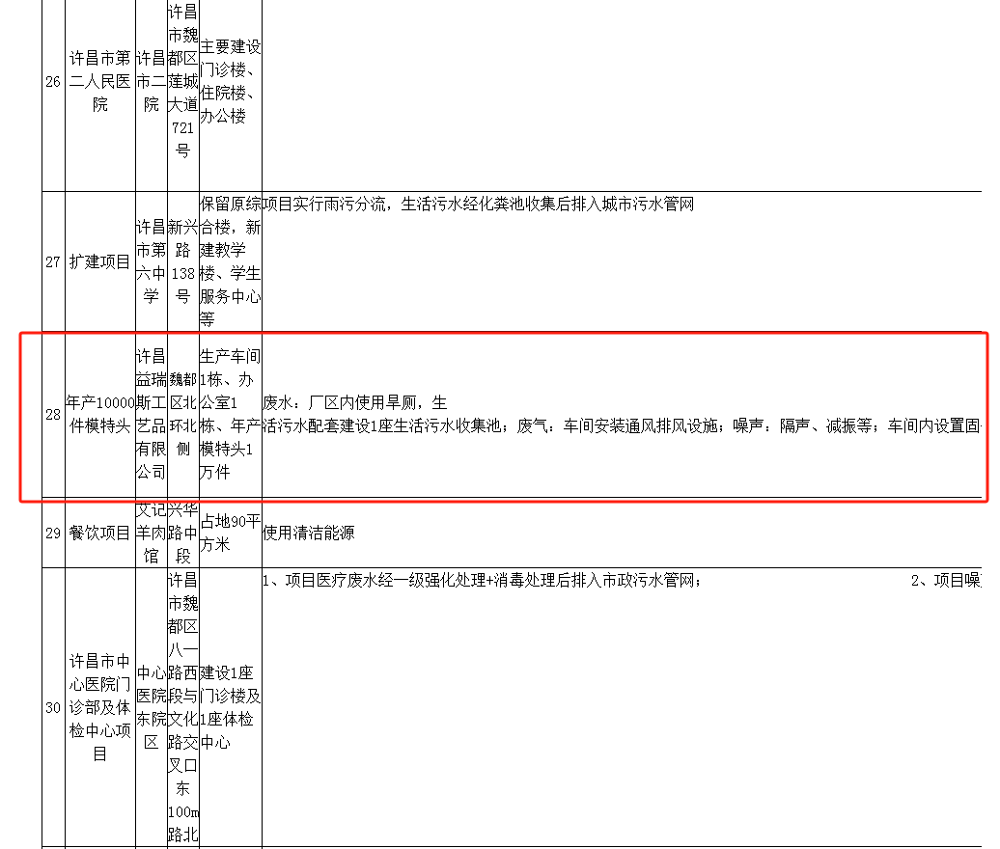 26
许昌市第
二人民医
院
许昌
市二
院
许昌
市魏
都区
莲城
大道
721
号
主要建设
门诊楼、
住院楼、
办公楼
27
扩建项目
许昌
市第
六中
学
新兴
路
138
号
保留原综
合楼，新
建教学
楼、学生
服务中心
等
项目实行雨污分流，生活污水经化粪池收集后排入城市污水管网
28
年产10000
件模特头
许昌
益瑞
斯工
艺品
有限
公司
魏都
区北
环北
侧
生产车间
1栋、办
公室1
栋、年产
模特头1
万件
废水：厂区内使用旱厕，生
活污水配套建设1座生活污水收集池；废气：车间安装通风排风设施；噪声：隔声、减振等；车间内设置固
29
餐饮项目
艾记
羊肉
馆
兴华
路中
段
占地90平
方米
使用清洁能源
30
许昌市中
心医院门
诊部及体
检中心项
目
中心
医院
东院
区
许昌
市魏
都区
八一
路西
段与
文化
路交
叉口
东
100m
路北
建设1座
门诊楼及
1座体检
中心
1、项目医疗废水经一级强化处理+消毒处理后排入市政污水管网； 2、项目噪